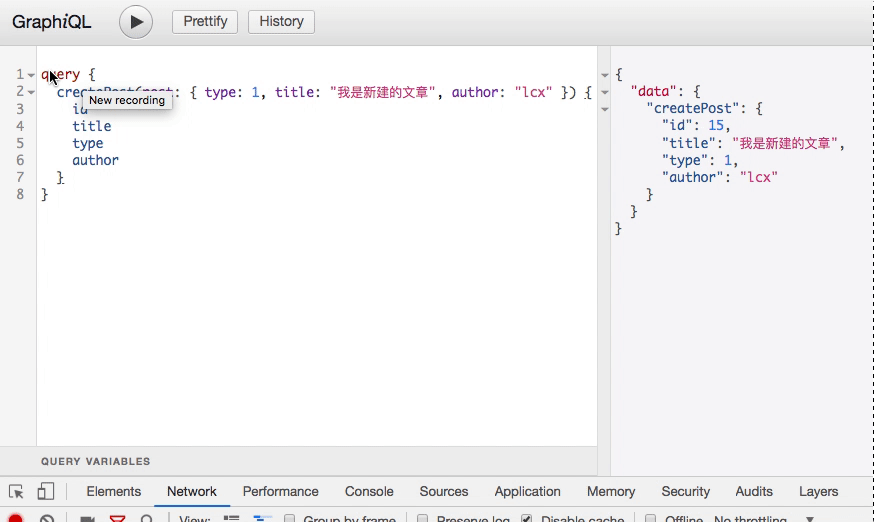 GraphiQL Prettify History
1 query {
2 createPost(post: { type: 1, title: "我是新建的文章", author: "lcx" }) {
New recording
3 id
4 title
5 type
6 author
7 }
8 }
{
"data": {
"createPost": {
"id": 15,
"title": "我是新建的文章",
"type": 1,
"author": "lcx"
}
}
}
QUERY VARIABLES
Elements Network Performance Console Sources Application Memory Security Audits Layers
View: Group by frame Preserve log Disable cache Offline No throttling